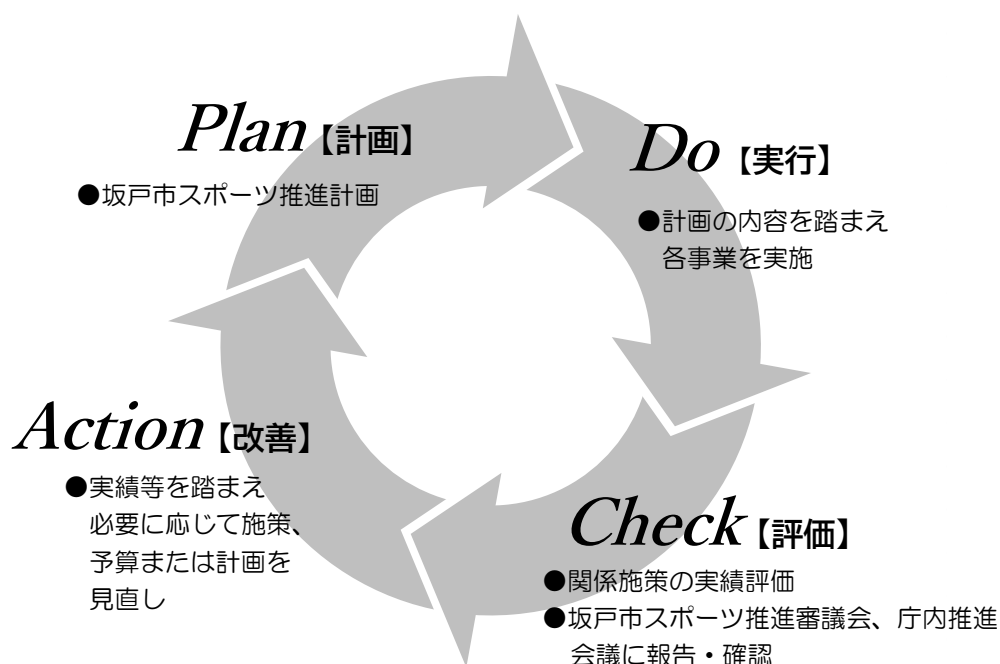 Plan【計画】
●坂戸市スポーツ推進計画
Do【実行】
●計画の内容を踏まえ
各事業を実施
Action【改善】
●実績等を踏まえ
必要に応じて施策、
予算または計画を
見直し
Check【評価】
●関係施策の実績評価
●坂戸市スポーツ推進審議会、庁内推進
会議に報告・確認